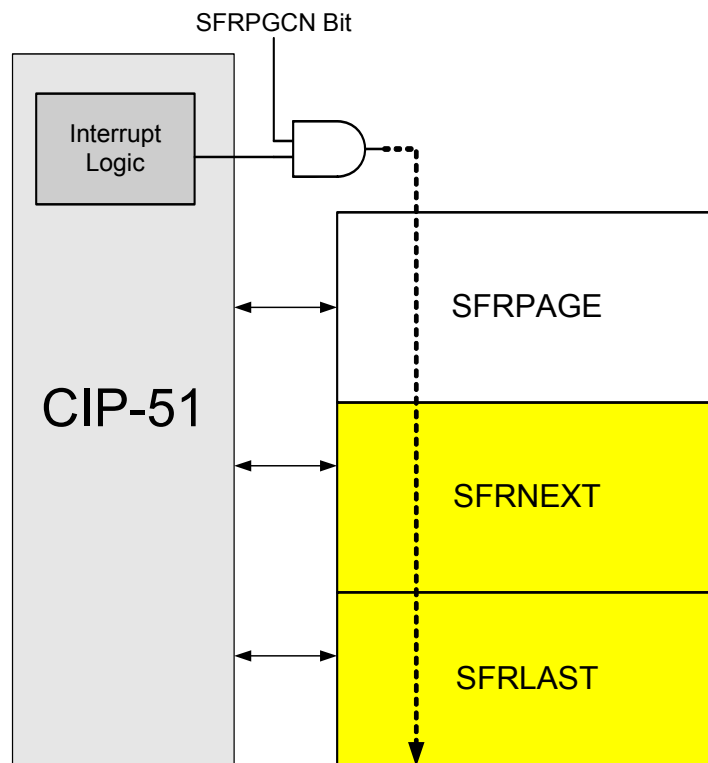 SFRPGCN Bit
Interrupt
Logic
SFRPAGE
CIP-51
SFRNEXT
SFRLAST